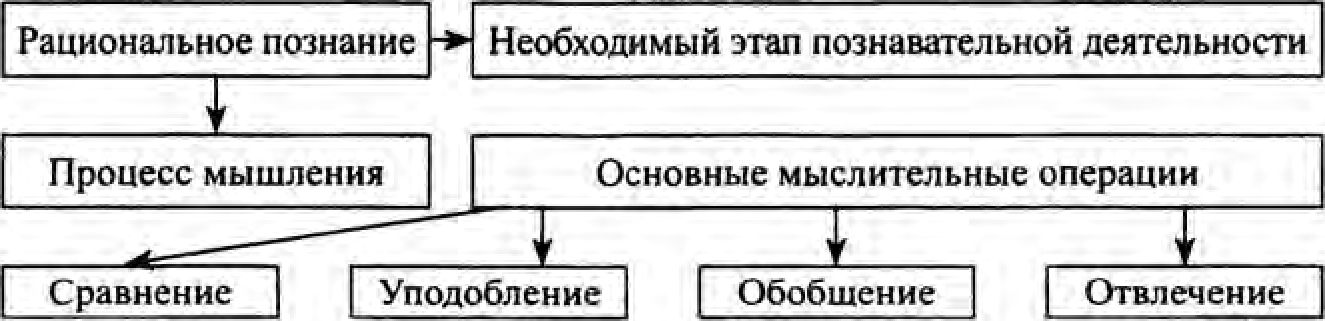 Рациональное познание
Необходимый этап познавательной деятельности
Процесс мышления
Основные мыслительные операции
Сравнение
Уподобление
Обобщение
Отвлечение